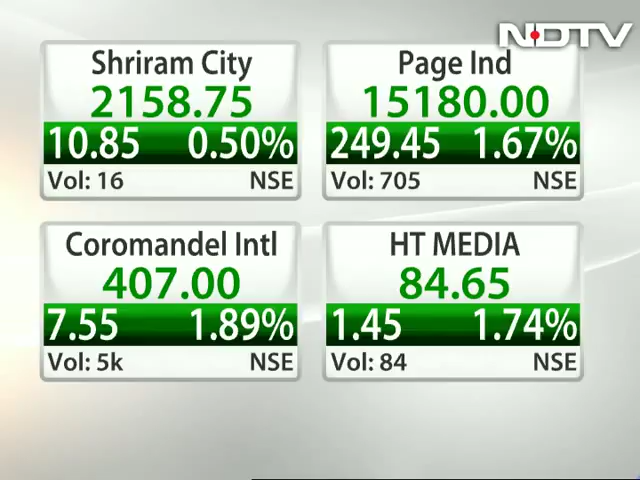 NDTV
Shriram City
2158.75
10.85 0.50%
Vol: 16 NSE
Page Ind
15180.00
249.45 1.67%
Vol: 705 NSE
Coromandel Intl
407.00
7.55 1.89%
Vol: 5k NSE
HT MEDIA
84.65
1.45 1.74%
Vol: 84 NSE